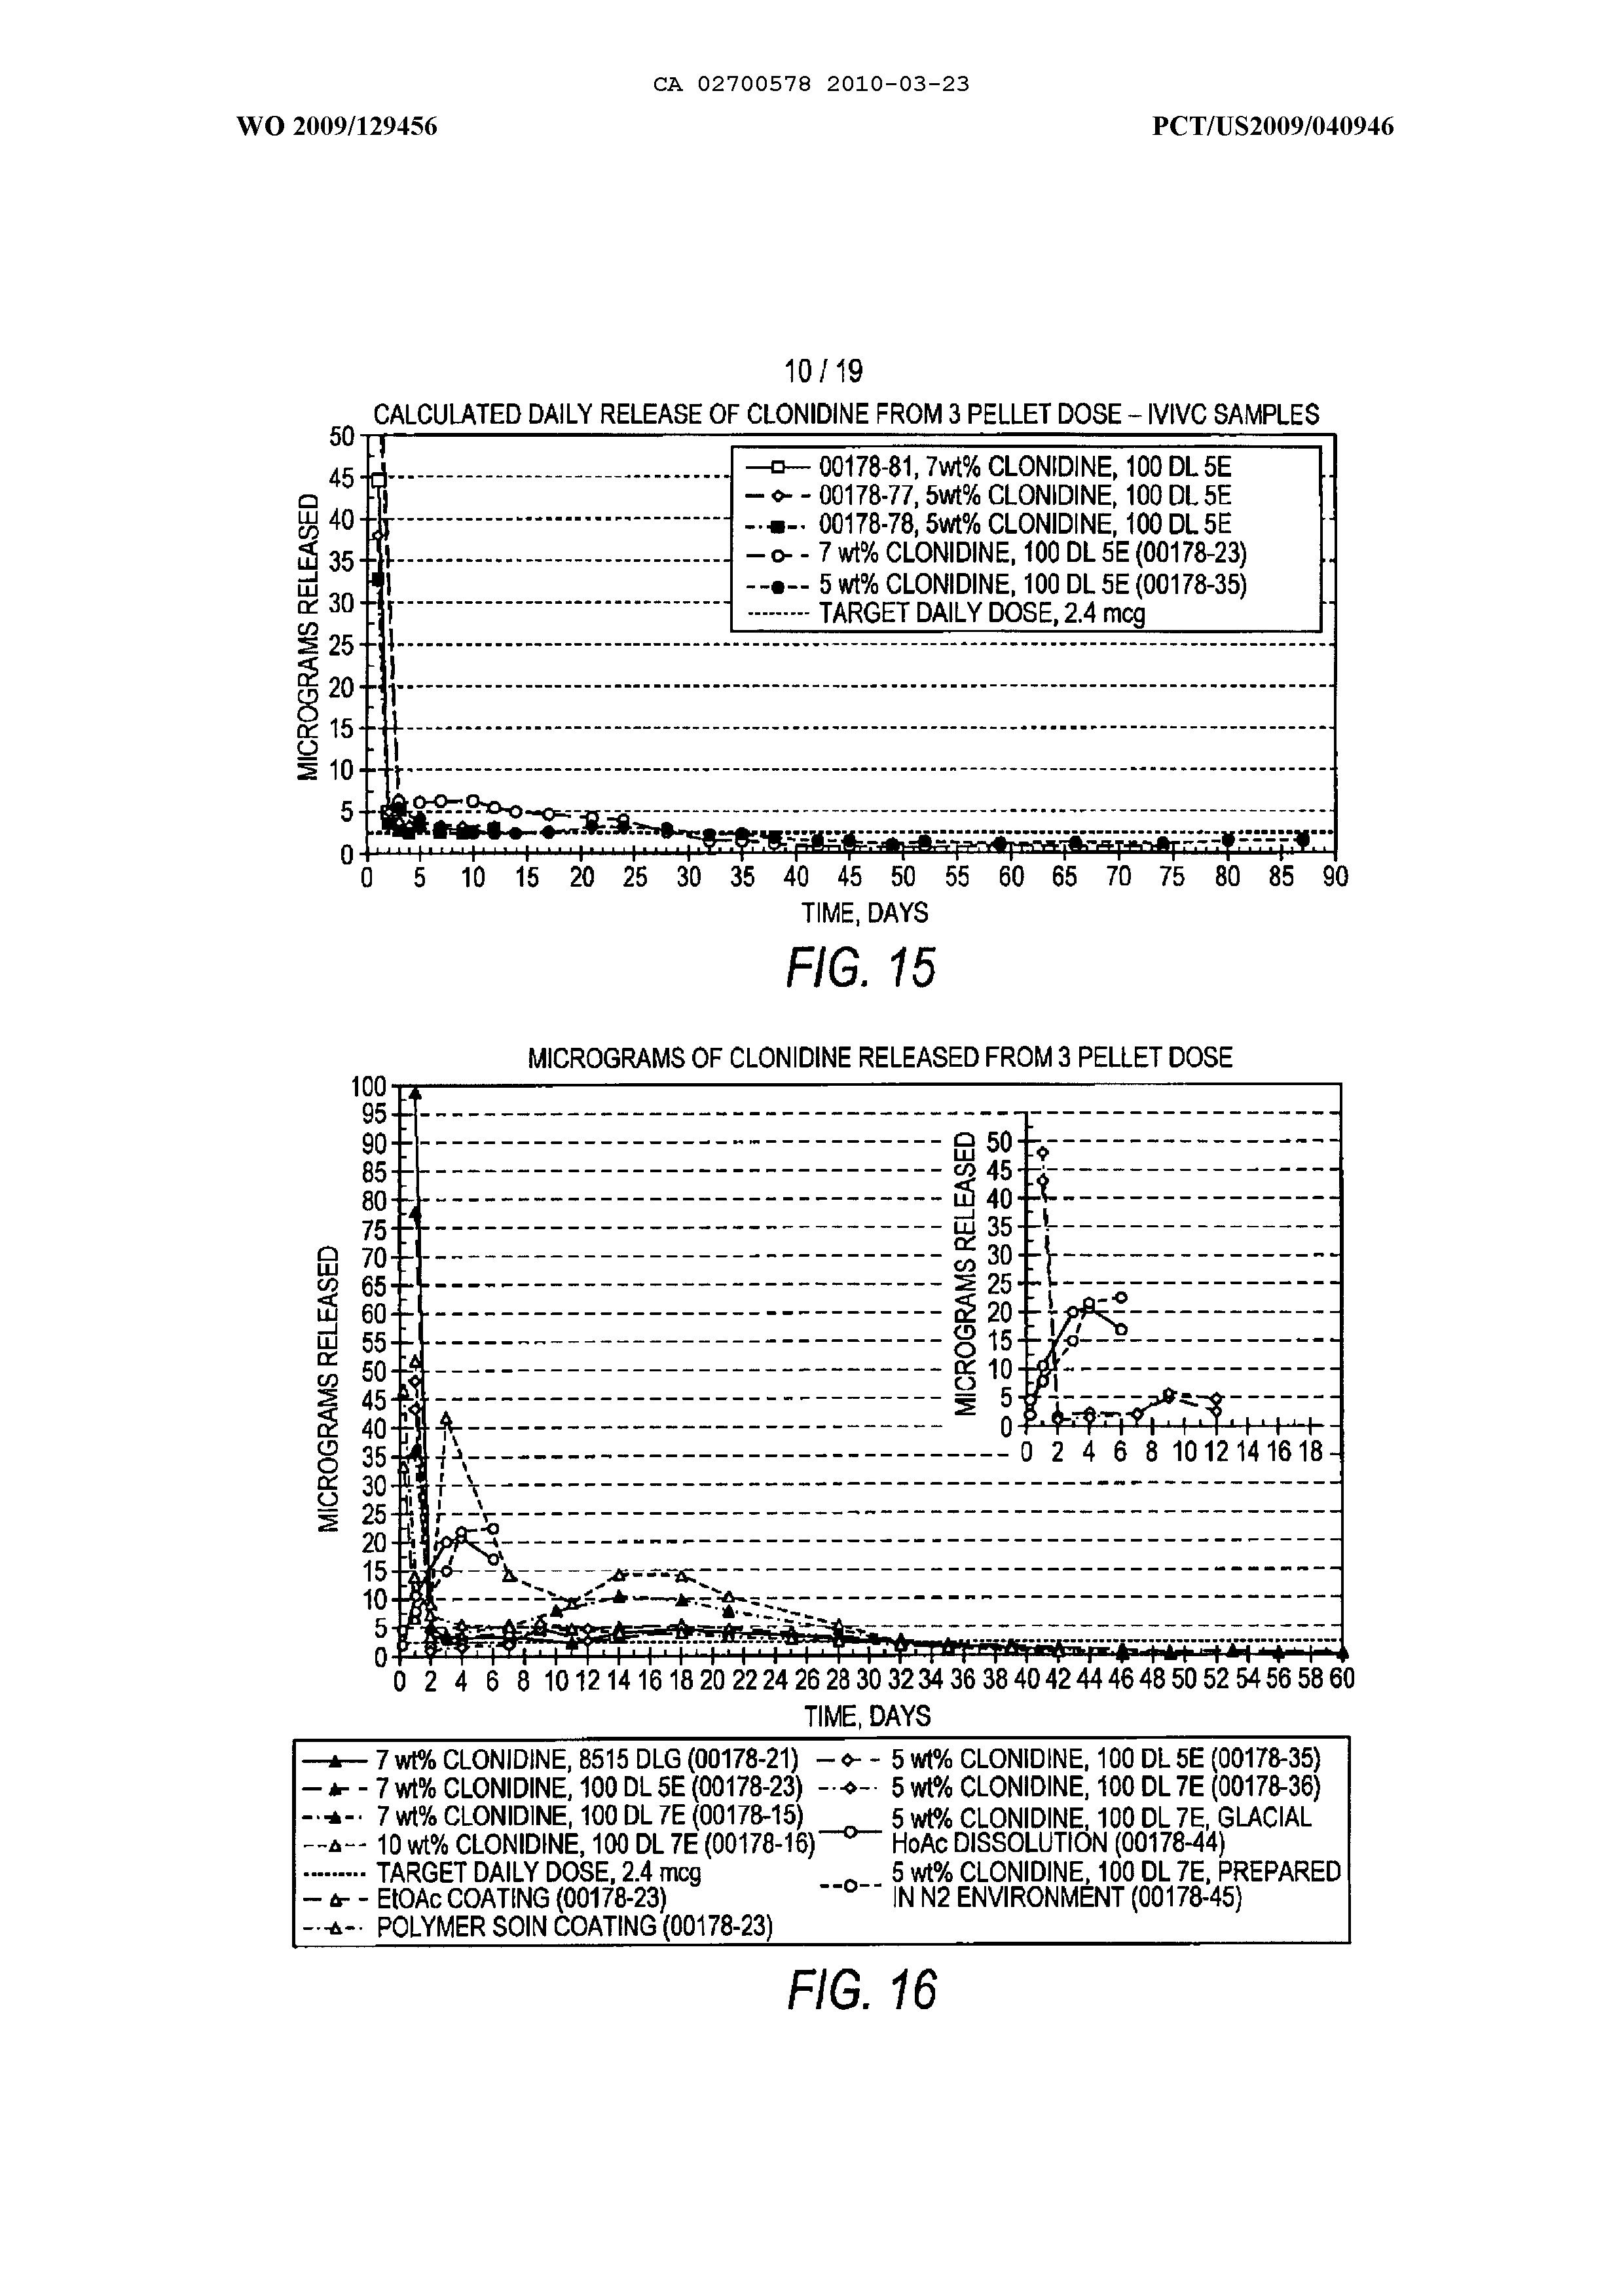 CA 02700578 2010-03-23
WO 2009/129456 PCT/US2009/040946
10 / 19
CALCULATED DAILY RELEASE OF CLONIDINE FROM 3 PELLET DOSE – IVIVC SAMPLES
MICROGRAMS RELEASED
50
45
40
35
30
25
20
15
10
5
0
00178-81, 7wt% CLONIDINE, 100 DL 5E
00178-77, 5wt% CLONIDINE, 100 DL 5E
00178-78, 5wt% CLONIDINE, 100 DL 5E
7 wt% CLONIDINE, 100 DL 5E (00178-23)
5 wt% CLONIDINE, 100 DL 5E (00178-35)
TARGET DAILY DOSE, 2.4 mcg
0 5 10 15 20 25 30 35 40 45 50 55 60 65 70 75 80 85 90
TIME, DAYS
FIG. 15
MICROGRAMS OF CLONIDINE RELEASED FROM 3 PELLET DOSE
MICROGRAMS RELEASED
100
95
90
85
80
75
70
65
60
55
50
45
40
35
30
25
20
15
10
5
0
MICROGRAMS RELEASED
50
45
40
35
30
25
20
15
10
5
0
0 2 4 6 8 10 12 14 16 18
0 2 4 6 8 10 12 14 16 18 20 22 24 26 28 30 32 34 36 38 40 42 44 46 48 50 52 54 56 58 60
TIME, DAYS
7 wt% CLONIDINE, 8515 DLG (00178-21)
7 wt% CLONIDINE, 100 DL 5E (00178-23)
7 wt% CLONIDINE, 100 DL 7E (00178-15)
10 wt% CLONIDINE, 100 DL 7E (00178-16)
TARGET DAILY DOSE, 2.4 mcg
EtOAc COATING (00178-23)
POLYMER SOIN COATING (00178-23)
5 wt% CLONIDINE, 100 DL 5E (00178-35)
5 wt% CLONIDINE, 100 DL 7E (00178-36)
5 wt% CLONIDINE, 100 DL 7E, GLACIAL
HoAc DISSOLUTION (00178-44)
5 wt% CLONIDINE, 100 DL 7E, PREPARED
IN N2 ENVIRONMENT (00178-45)
FIG. 16